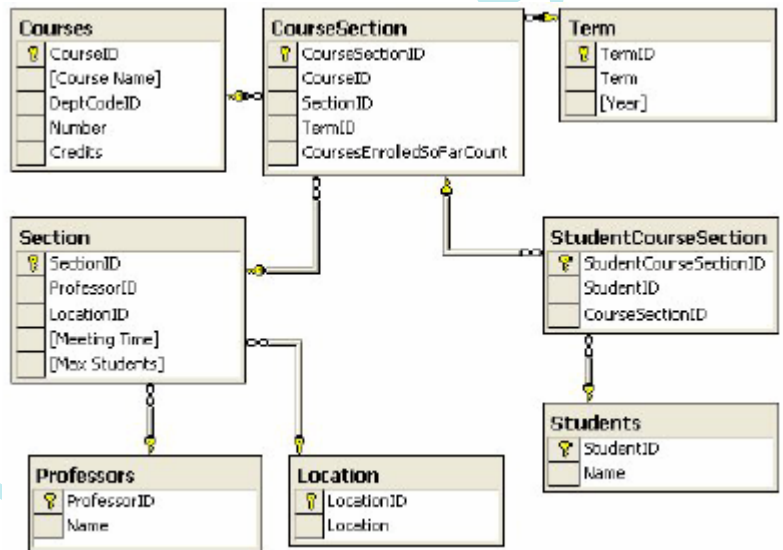 Courses
CourseID
[Course Name]
DeptCodeID
Number
Credits
CourseSection
CourseSectionID
CourseID
SectionID
TermID
CoursesEnrolledSoFarCount
Term
TermID
Term
[Year]
Section
SectionID
ProfessorID
LocationID
[Meeting Time]
[Max Students]
StudentCourseSection
StudentCourseSectionID
StudentID
CourseSectionID
Professors
ProfessorID
Name
Location
LocationID
Location
Students
StudentID
Name